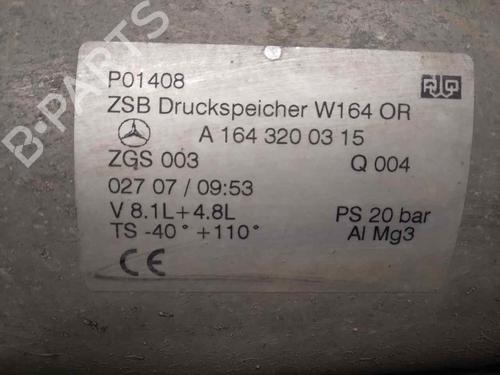 B-PARTS
P01408
ZSB Druckspeicher W164 OR
A 164 320 03 15
ZGS 003 Q 004
027 07 / 09:53
V 8.1L+4.8L PS 20 bar
TS -40° +110° Al Mg3
CE